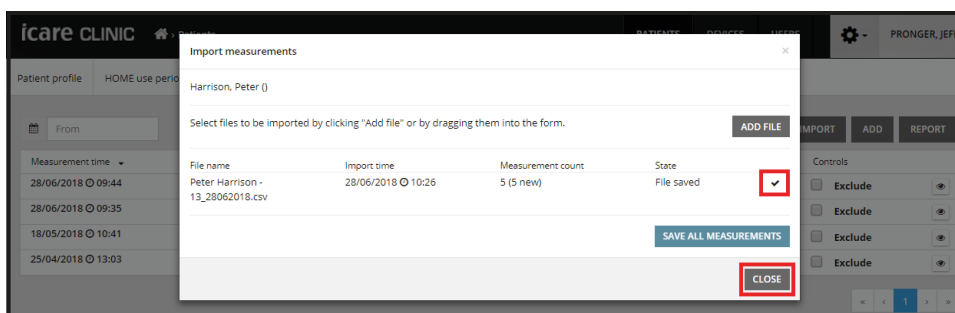 icare CLINIC
Patients
PATIENTS DEVICES USERS
PRONGER, JEF
Import measurements
×
Patient profile HOME use perio
Harrison, Peter ()
Select files to be imported by clicking "Add file" or by dragging them into the form.
ADD FILE
From
IMPORT ADD REPORT
Measurement time
Controls
File name Import time Measurement count State
Peter Harrison - 28/06/2018 10:26 5 (5 new) File saved
13_28062018.csv
28/06/2018 09:44 Exclude
28/06/2018 09:35 Exclude
18/05/2018 10:41 Exclude
25/04/2018 13:03 Exclude
SAVE ALL MEASUREMENTS
CLOSE
« ‹ 1 › »